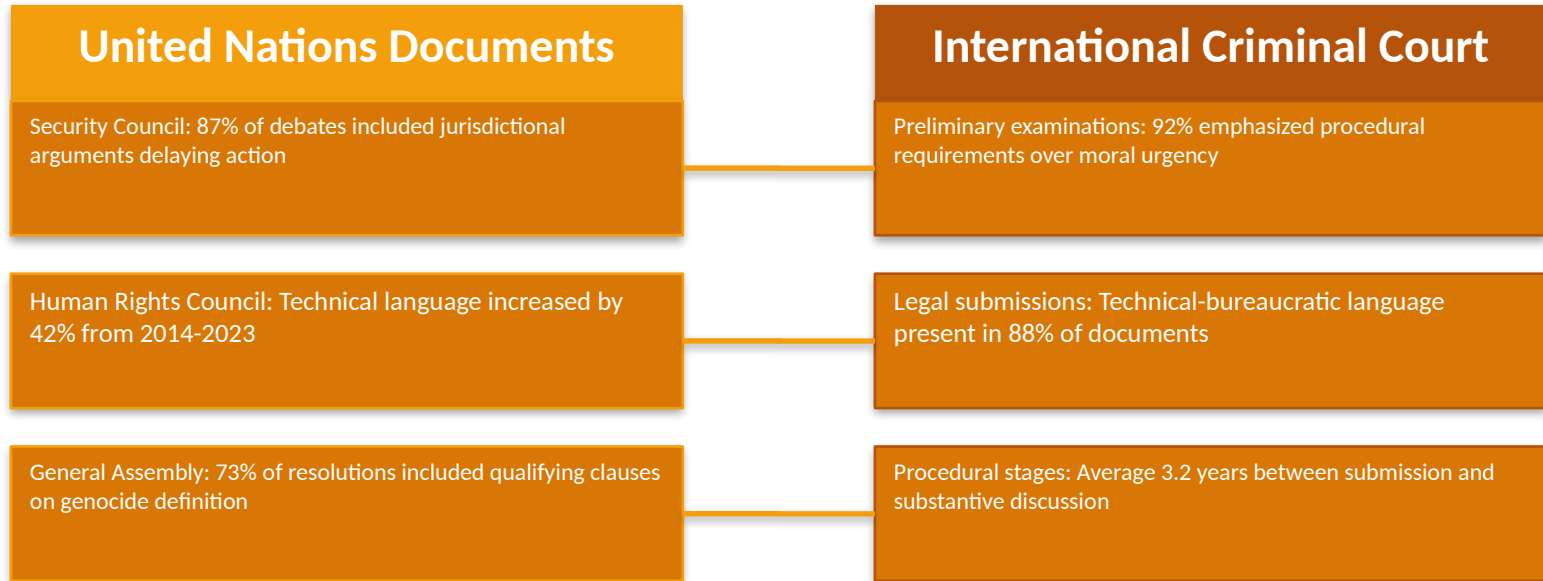 United Nations Documents
Security Council: 87% of debates included jurisdictional
arguments delaying action
Human Rights Council: Technical language increased by
42% from 2014-2023
General Assembly: 73% of resolutions included qualifying clauses
on genocide definition
International Criminal Court
Preliminary examinations: 92% emphasized procedural
requirements over moral urgency
Legal submissions: Technical-bureaucratic language
present in 88% of documents
Procedural stages: Average 3.2 years between submission and
substantive discussion